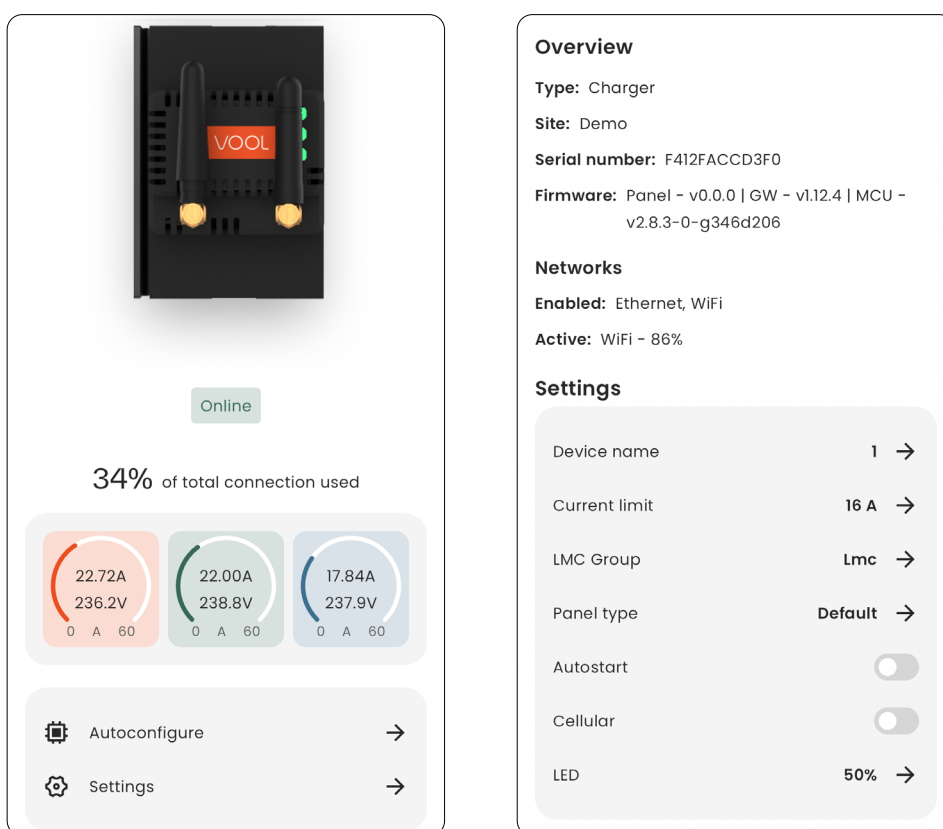 VOOL
Online
34% of total connection used
22.72A
236.2V
0 A 60
22.00A
238.8V
0 A 60
17.84A
237.9V
0 A 60
Autoconfigure
Settings
Overview
Type: Charger
Site: Demo
Serial number: F412FACCD3F0
Firmware: Panel - v0.0.0 | GW - v1.12.4 | MCU -
v2.8.3-0-g346d206
Networks
Enabled: Ethernet, WiFi
Active: WiFi - 86%
Settings
Device name 1
Current limit 16 A
LMC Group Lmc
Panel type Default
Autostart
Cellular
LED 50%